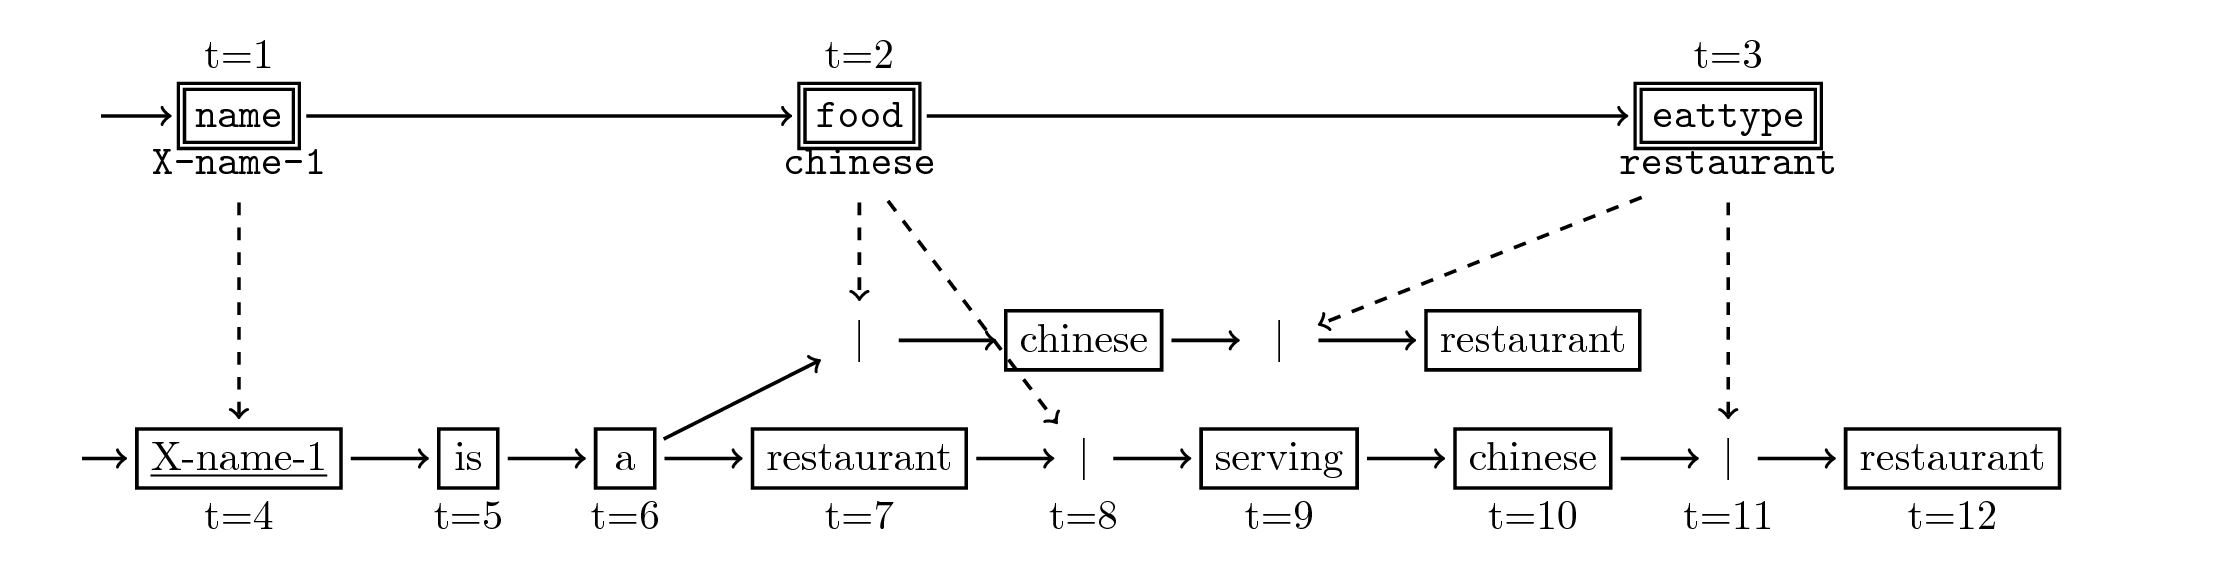 t=1 t=2 t=3
name food eattype
X-name-1 chinese restaurant
| chinese | restaurant
X-name-1 is a restaurant | serving chinese | restaurant
t=4 t=5 t=6 t=7 t=8 t=9 t=10 t=11 t=12